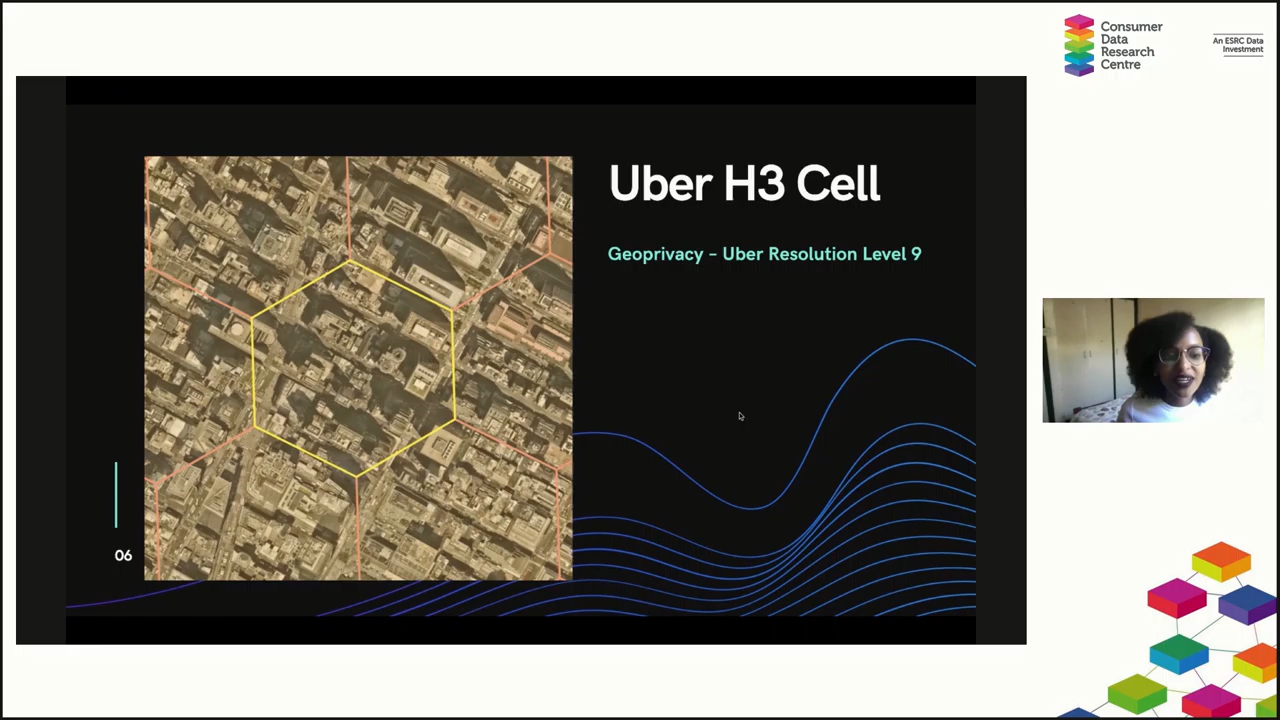 Consumer
Data
Research
Centre
An ESRC Data
Investment
Uber H3 Cell
Geoprivacy – Uber Resolution Level 9
06